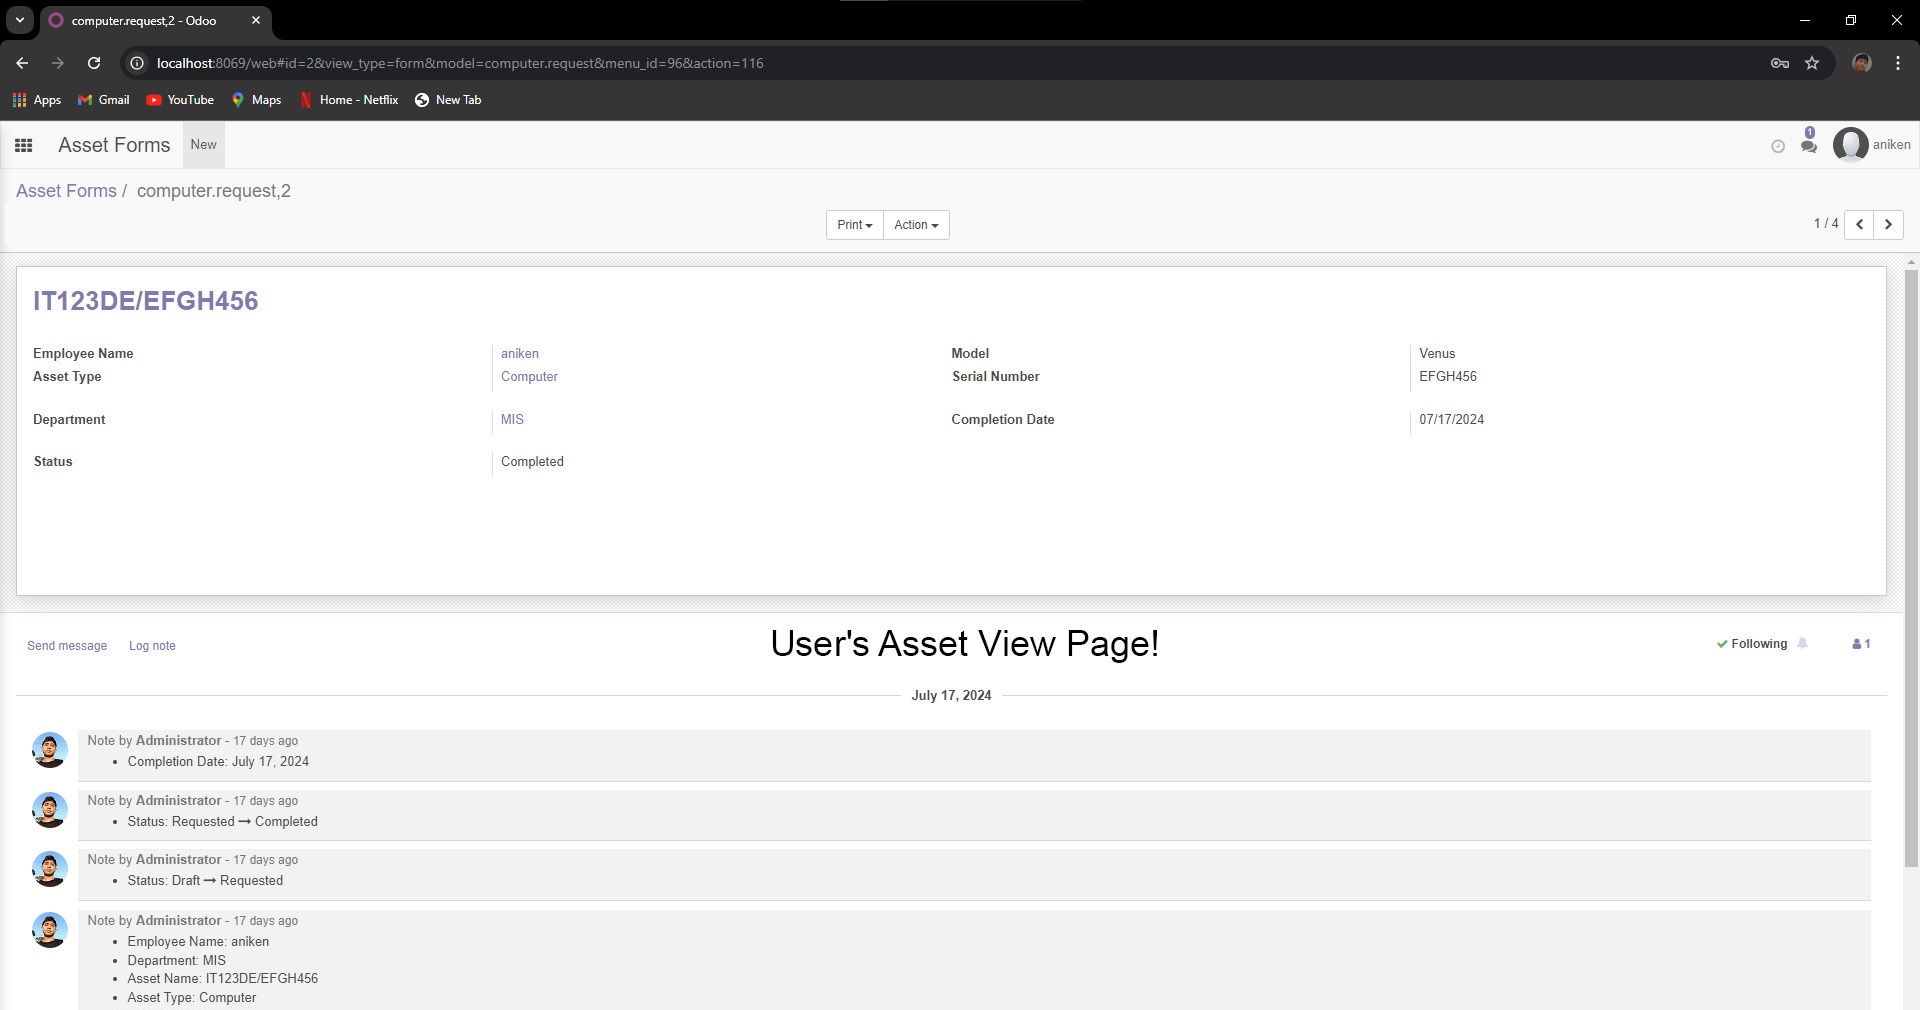 computer.request,2 - Odoo
localhost:8069/web#id=2&view_type=form&model=computer.request&menu_id=96&action=116
Apps Gmail YouTube Maps Home - Netflix New Tab
Asset Forms New 1 aniken
Asset Forms / computer.request,2
Print Action 1 / 4
IT123DE/EFGH456
Employee Name aniken Model Venus
Asset Type Computer Serial Number EFGH456
Department MIS Completion Date 07/17/2024
Status Completed
Send message Log note User's Asset View Page! Following 1
July 17, 2024
Note by Administrator - 17 days ago
• Completion Date: July 17, 2024
Note by Administrator - 17 days ago
• Status: Requested → Completed
Note by Administrator - 17 days ago
• Status: Draft → Requested
Note by Administrator - 17 days ago
• Employee Name: aniken
• Department: MIS
• Asset Name: IT123DE/EFGH456
• Asset Type: Computer